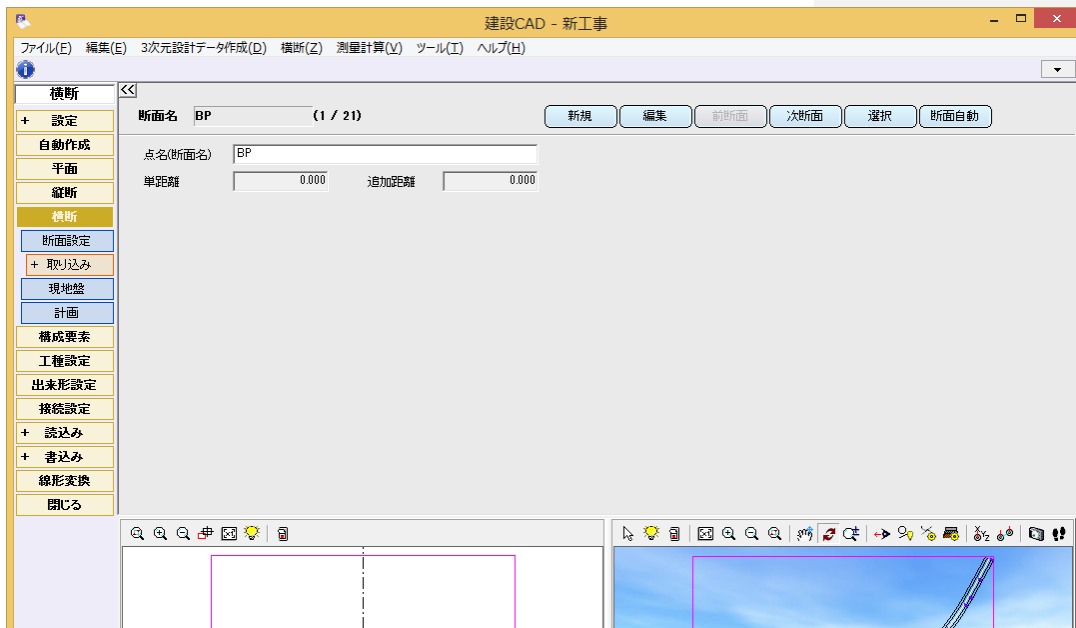 建設CAD - 新工事
ファイル(F) 編集(E) 3次元設計データ作成(D) 横断(Z) 測量計算(V) ツール(T) ヘルプ(H)
横断
<<
断面名 BP (1 / 21) 新規 編集 前断面 次断面 選択 断面自動
+ 設定
自動作成
点名(断面名) BP
平面
単距離 0.000 追加距離 0.000
縦断
横断
断面設定
+ 取り込み
現地盤
計画
構成要素
工種設定
出来形設定
接続設定
+ 読込み
+ 書込み
線形変換
閉じる